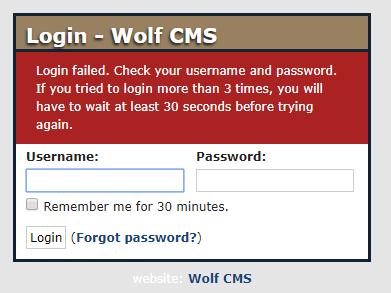 Login - Wolf CMS
Login failed. Check your username and password.
If you tried to login more than 3 times, you will
have to wait at least 30 seconds before trying
again.
Username: Password:
Remember me for 30 minutes.
Login (Forgot password?)
website: Wolf CMS